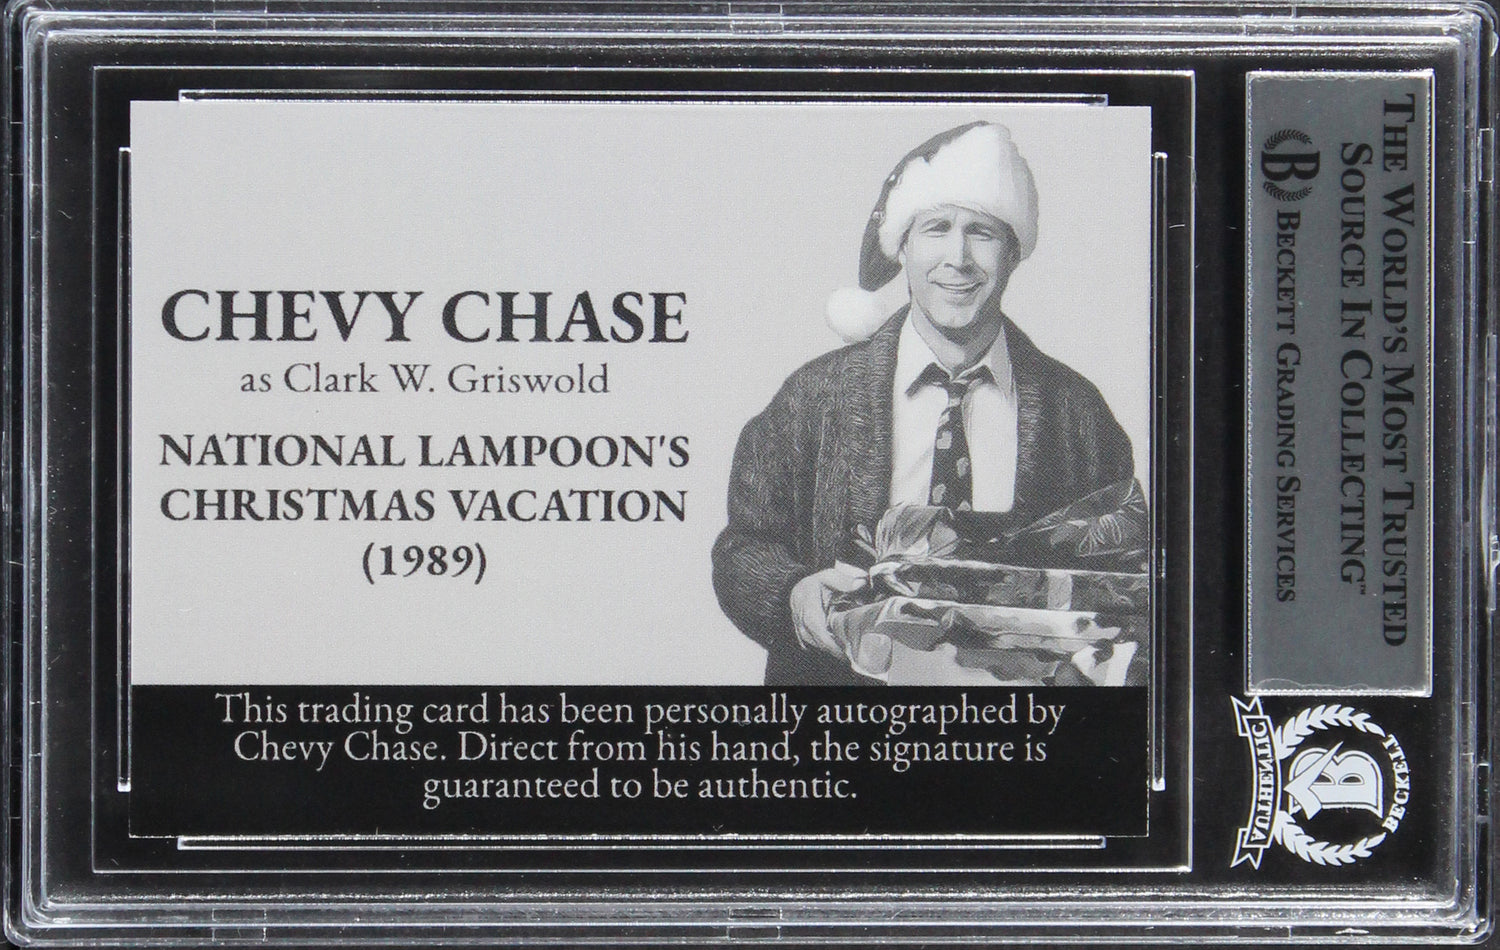 CHEVY CHASE
as Clark W. Griswold
NATIONAL LAMPOON'S
CHRISTMAS VACATION
(1989)
This trading card has been personally autographed by
Chevy Chase. Direct from his hand, the signature is
guaranteed to be authentic.
THE WORLD'S MOST TRUSTED
SOURCE IN COLLECTING™
B BECKETT GRADING SERVICES
AUTHENTIC
B
BECKETT